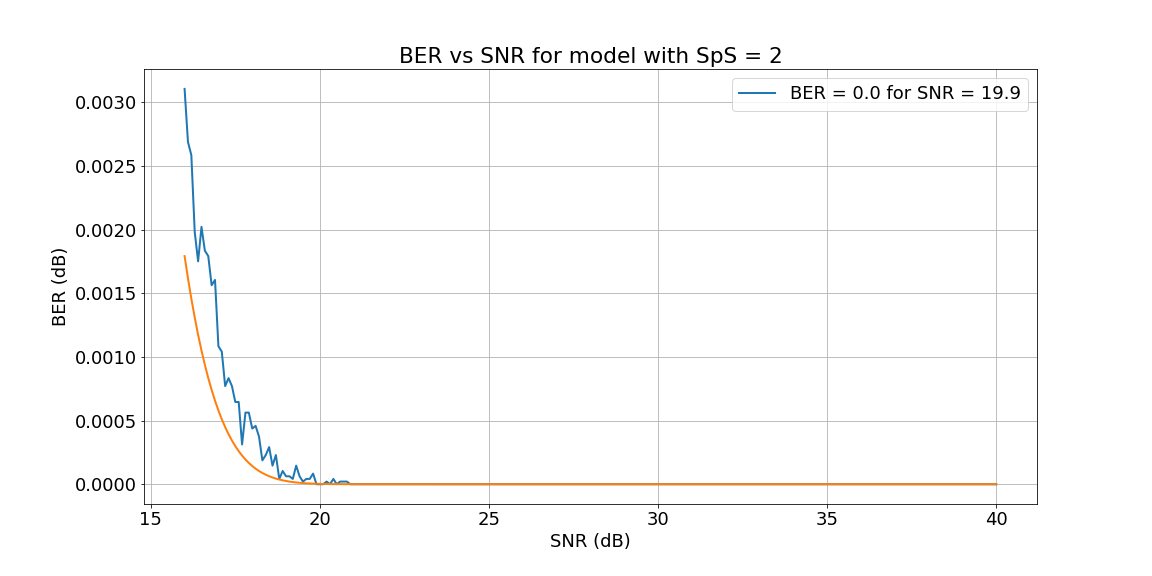 BER vs SNR for model with SpS = 2
BER = 0.0 for SNR = 19.9
BER (dB)
0.0030
0.0025
0.0020
0.0015
0.0010
0.0005
0.0000
15 20 25 30 35 40
SNR (dB)